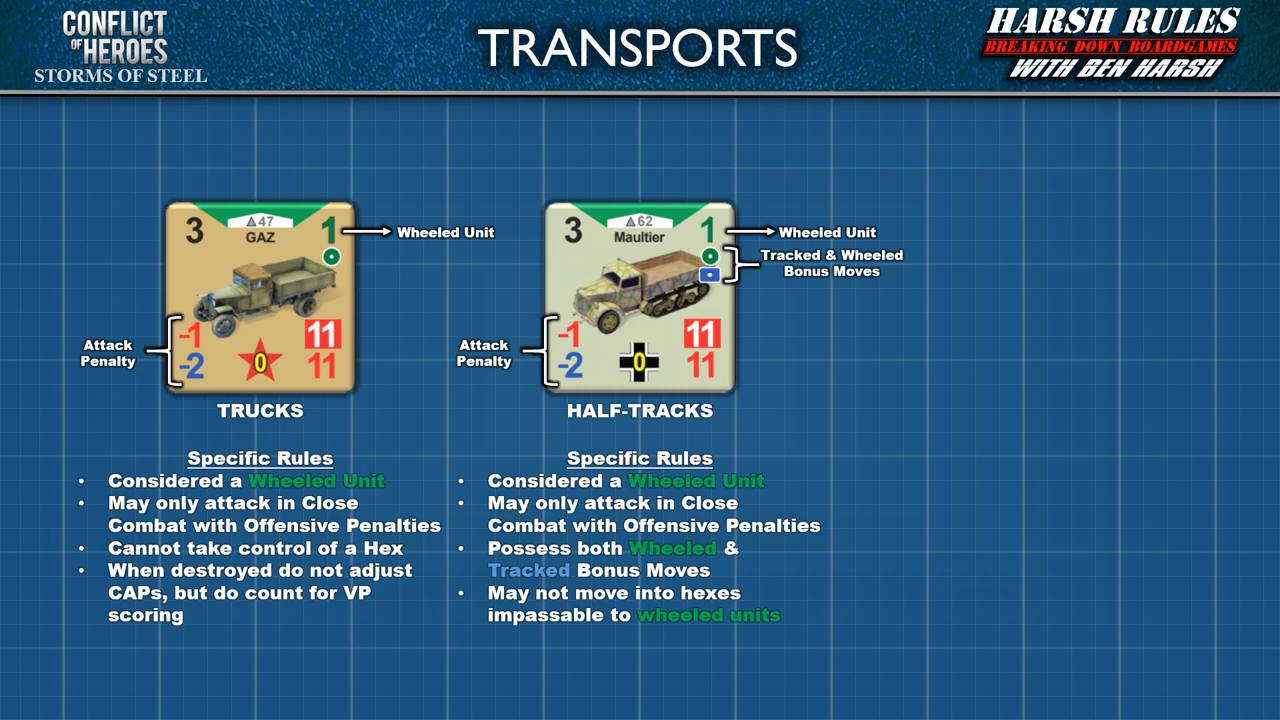 CONFLICT
OF HEROES
STORMS OF STEEL
TRANSPORTS
HARSH RULES
BREAKING DOWN BOARDGAMES
WITH BEN HARSH
3
47
GAZ
1
Wheeled Unit
-1
-2
0
11
11
Attack
Penalty
TRUCKS
3
62
Maultier
1
Wheeled Unit
Tracked & Wheeled
Bonus Moves
-1
-2
0
11
11
Attack
Penalty
HALF-TRACKS
Specific Rules
• Considered a Wheeled Unit
• May only attack in Close
Combat with Offensive Penalties
• Cannot take control of a Hex
• When destroyed do not adjust
CAPs, but do count for VP
scoring
Specific Rules
• Considered a Wheeled Unit
• May only attack in Close
Combat with Offensive Penalties
• Possess both Wheeled &
Tracked Bonus Moves
• May not move into hexes
impassable to wheeled units